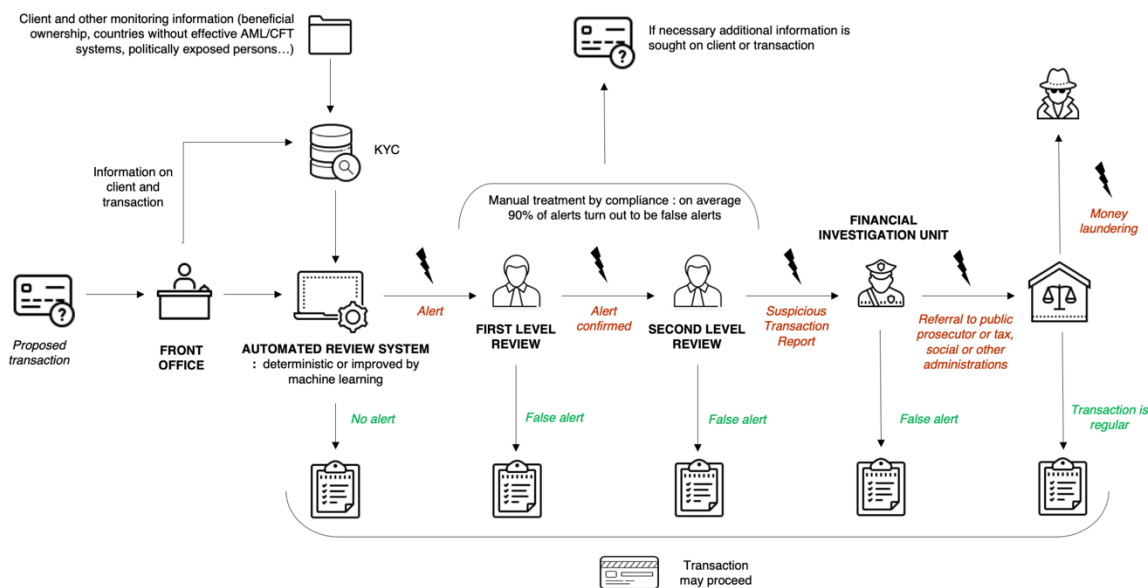 Client and other monitoring information (beneficial
ownership, countries without effective AML/CFT
systems, politically exposed persons…)
If necessary additional information is
sought on client or transaction
KYC
Information on
client and
transaction
Manual treatment by compliance : on average
90% of alerts turn out to be false alerts
FINANCIAL
INVESTIGATION UNIT
Money
laundering
Proposed
transaction
FRONT
OFFICE
AUTOMATED REVIEW SYSTEM
: deterministic or improved by
machine learning
Alert
FIRST LEVEL
REVIEW
Alert
confirmed
SECOND LEVEL
REVIEW
Suspicious
Transaction
Report
Referral to public
prosecutor or tax,
social or other
administrations
No alert
False alert
False alert
False alert
Transaction is
regular
Transaction
may proceed